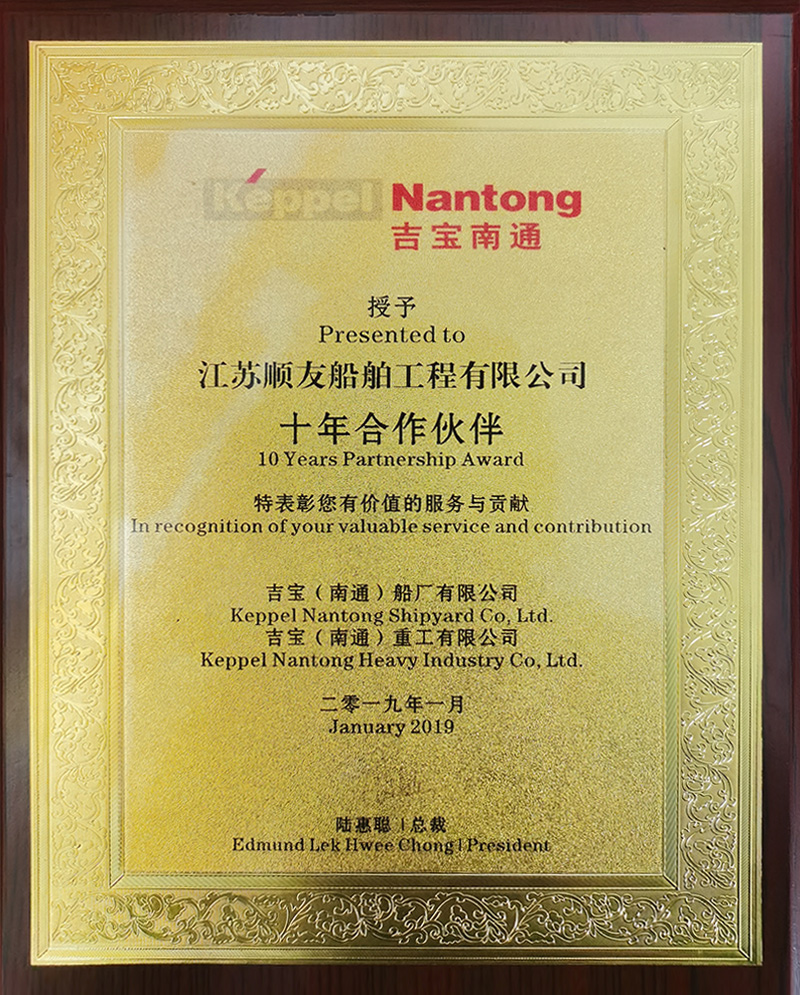 Keppel Nantong
吉宝南通
授予
Presented to
江苏顺友船舶工程有限公司
十年合作伙伴
10 Years Partnership Award
特表彰您有价值的服务与贡献
In recognition of your valuable service and contribution
吉宝（南通）船厂有限公司
Keppel Nantong Shipyard Co, Ltd.
吉宝（南通）重工有限公司
Keppel Nantong Heavy Industry Co, Ltd.
二零一九年一月
January 2019
陆惠聪 | 总裁
Edmund Lek Hwee Chong | President